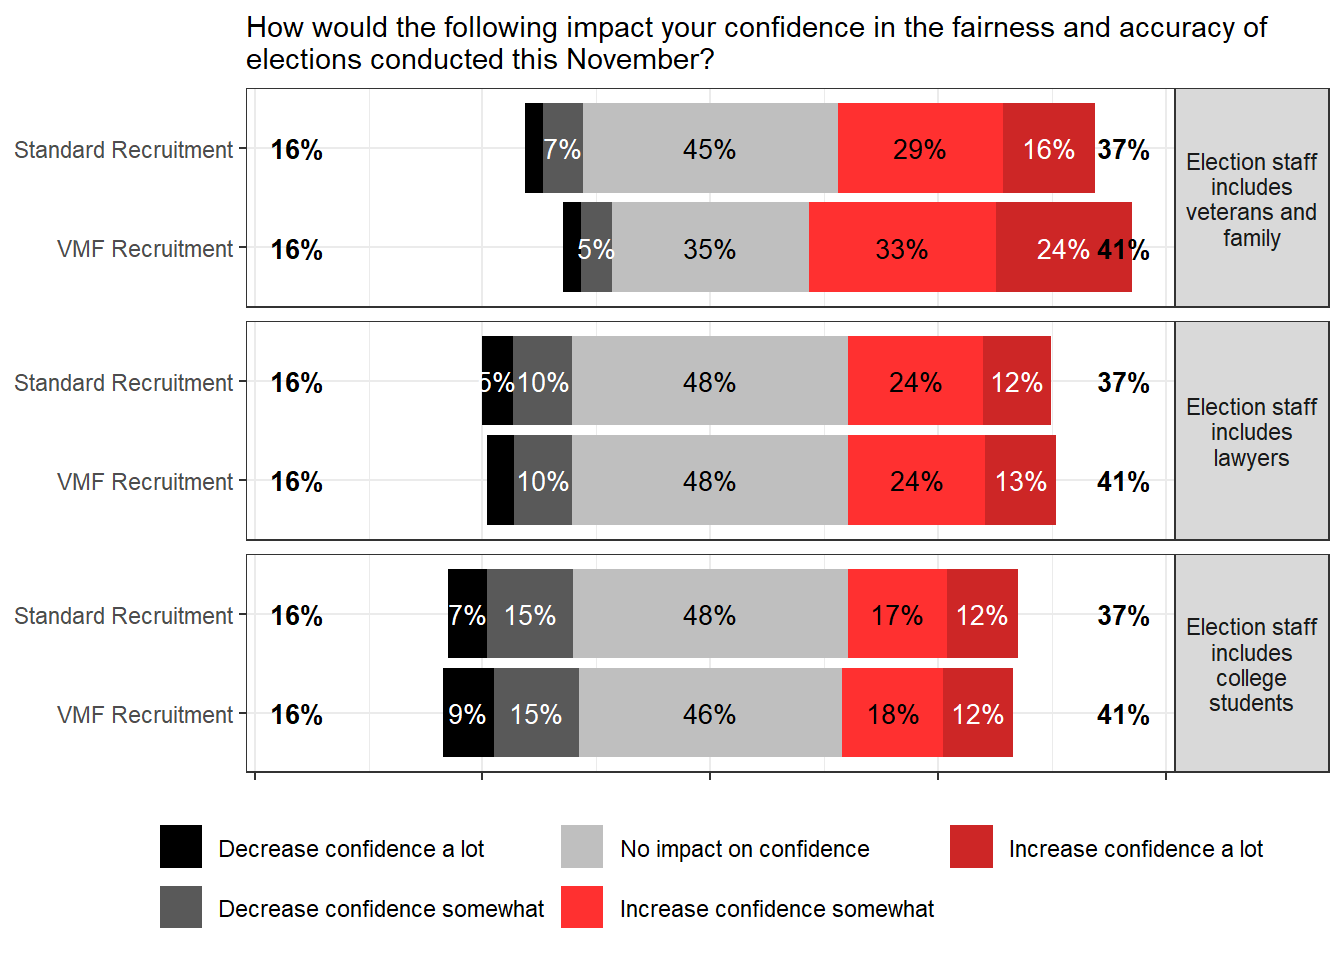 How would the following impact your confidence in the fairness and accuracy of
elections conducted this November?
Standard Recruitment 16% 7% 45% 29% 16% 37%
VMF Recruitment 16% 5% 35% 33% 24% 41%
Election staff
includes
veterans and
family
Standard Recruitment 16% 5% 10% 48% 24% 12% 37%
VMF Recruitment 16% 10% 48% 24% 13% 41%
Election staff
includes
lawyers
Standard Recruitment 16% 7% 15% 48% 17% 12% 37%
VMF Recruitment 16% 9% 15% 46% 18% 12% 41%
Election staff
includes
college
students
Decrease confidence a lot No impact on confidence Increase confidence a lot
Decrease confidence somewhat Increase confidence somewhat